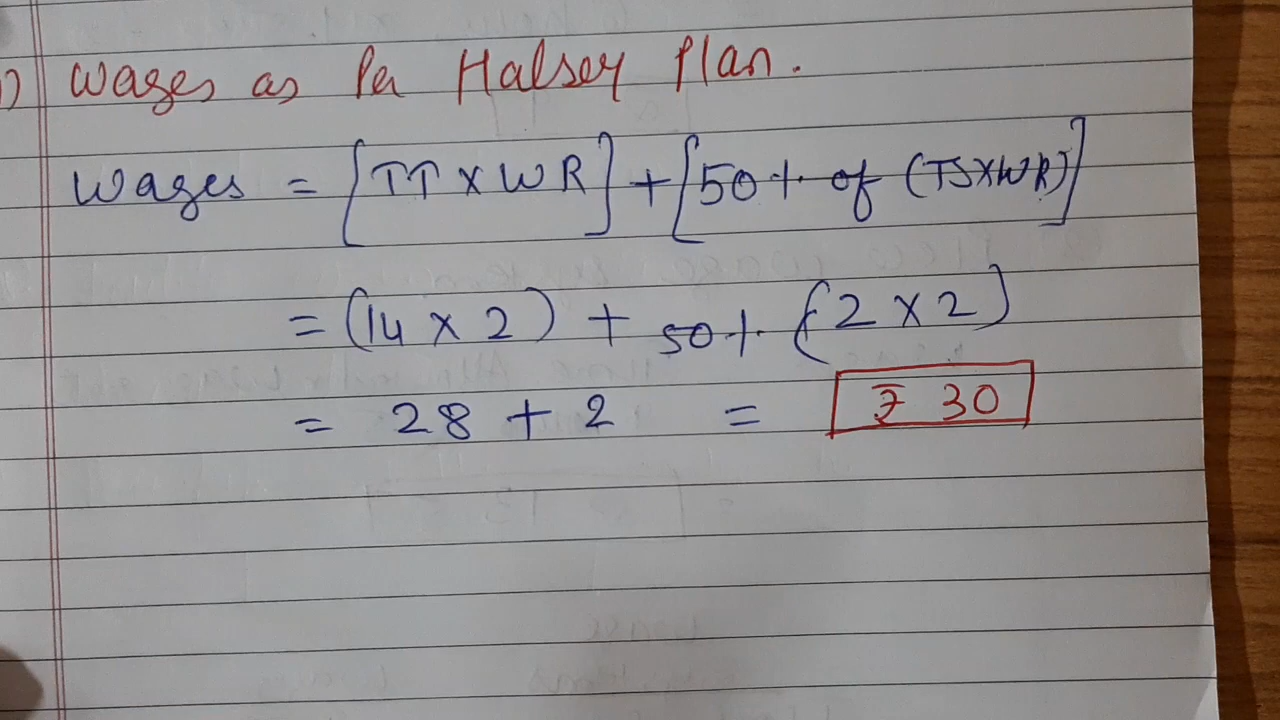 1) Wages as Per Halsey Plan.
Wages = [TT × WR] + [50% of (TS×WR)]
= (14 × 2) + 50% (2 × 2)
= 28 + 2 = ₹ 30